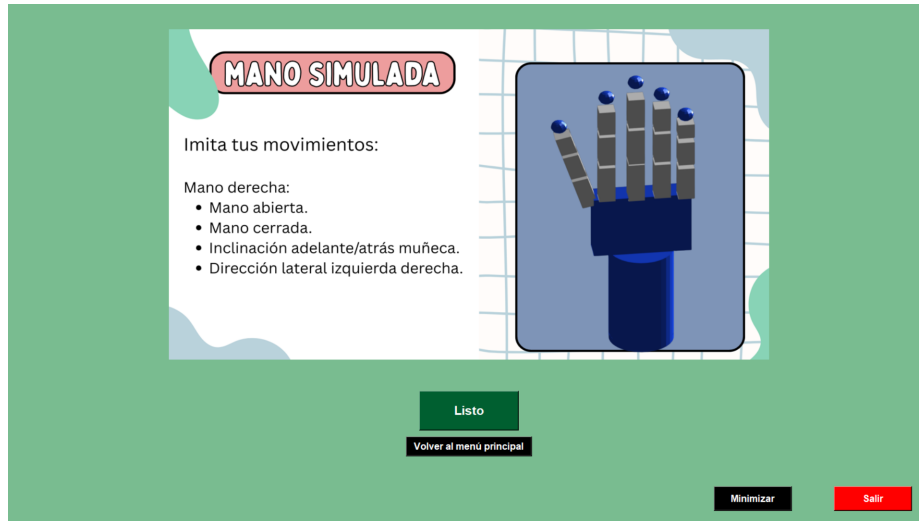 MANO SIMULADA
Imita tus movimientos:
Mano derecha:
• Mano abierta.
• Mano cerrada.
• Inclinación adelante/atrás muñeca.
• Dirección lateral izquierda derecha.
Listo
Volver al menú principal
Minimizar
Salir